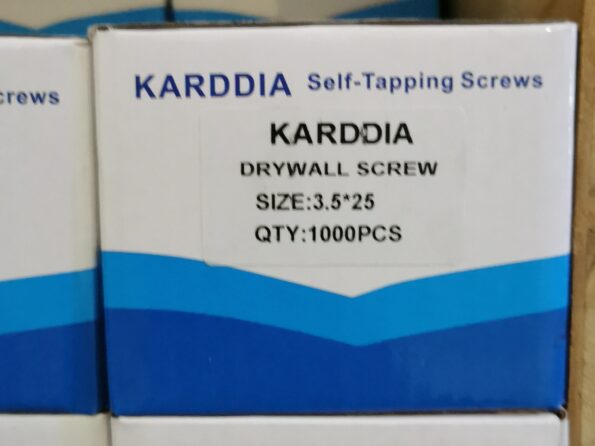 crews
KARDDIA Self-Tapping Screws
KARDDIA
DRYWALL SCREW
SIZE:3.5*25
QTY:1000PCS